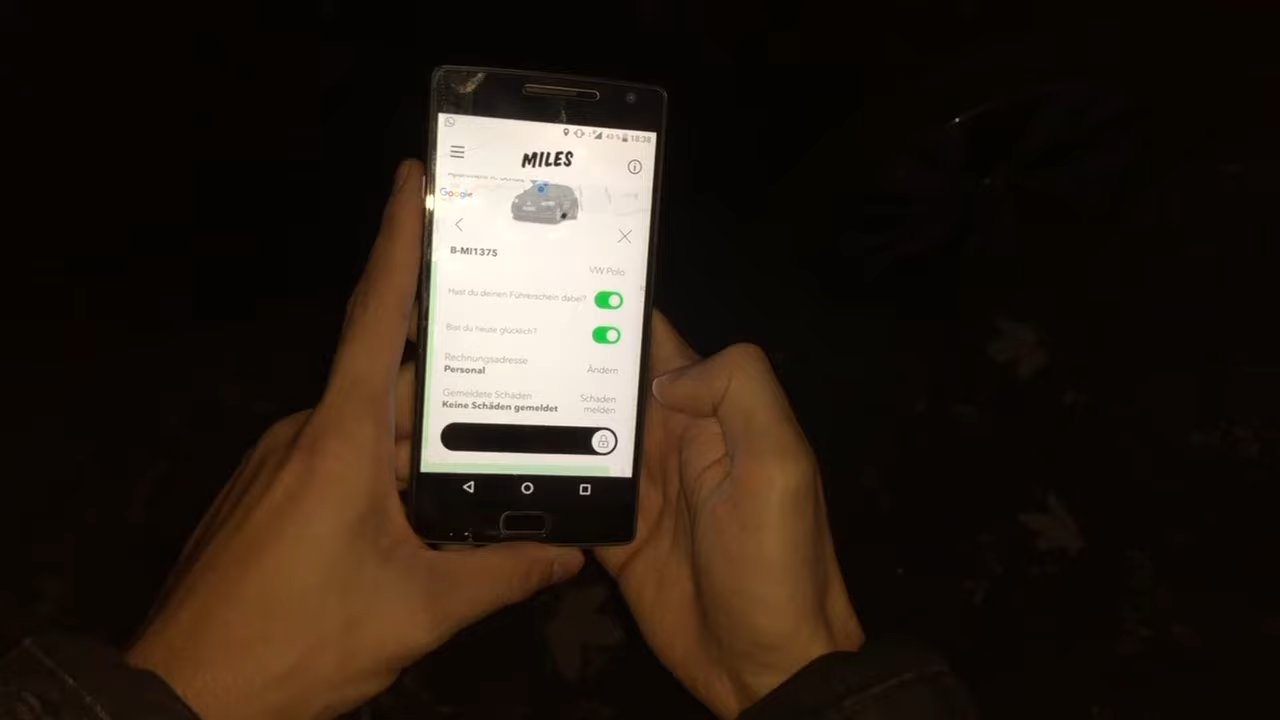 43 % 18:38
MILES
Google
B-MI1375
VW Polo
Hast du deinen Führerschein dabei?
Bist du heute glücklich?
Rechnungsadresse
Personal
Ändern
Gemeldete Schäden
Keine Schäden gemeldet
Schaden
melden